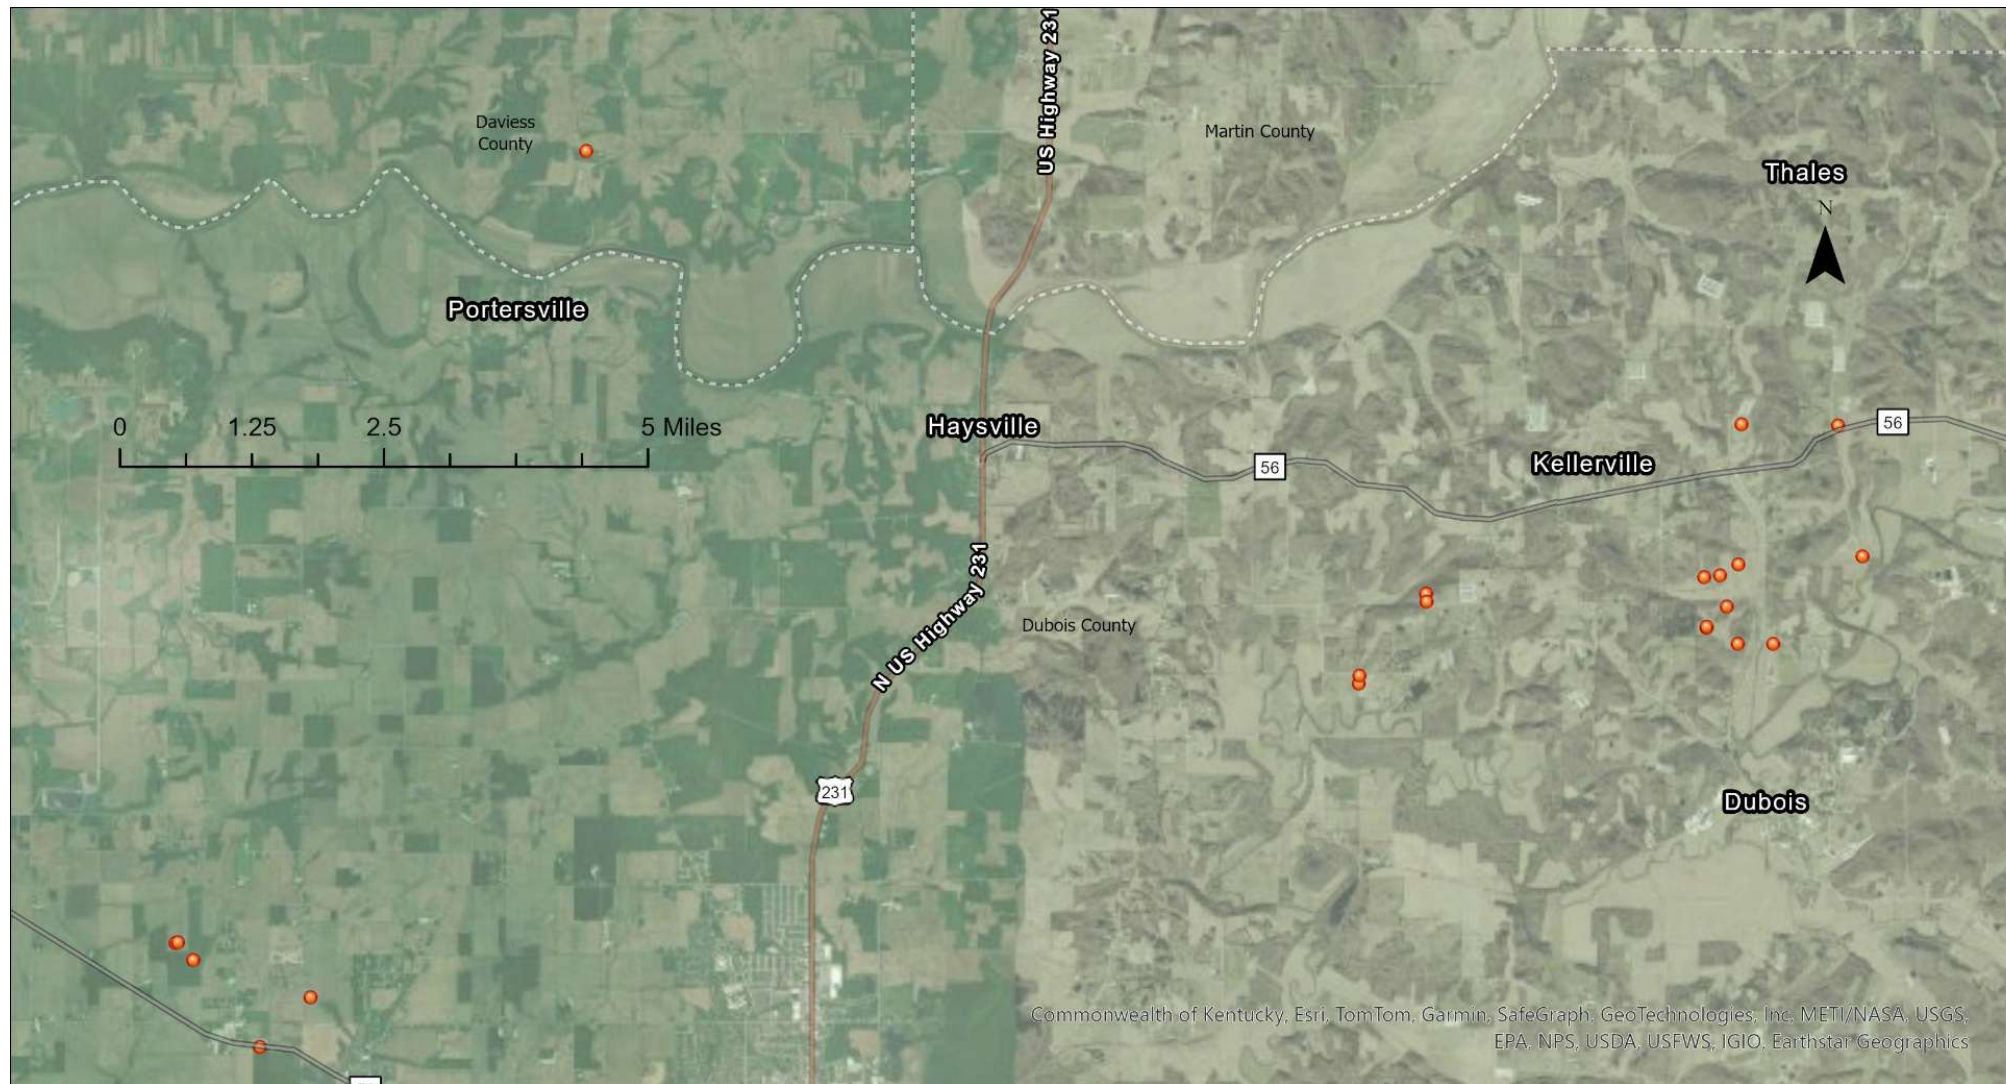 US Highway 231
Daviess
County
Martin County
Thales
N
Portersville
0 1.25 2.5 5 Miles
Haysville
56
56
Kellerville
N US Highway 231
Dubois County
231
Dubois
Commonwealth of Kentucky, Esri, TomTom, Garmin, SafeGraph, GeoTechnologies, Inc, METI/NASA, USGS,
EPA, NPS, USDA, USFWS, IGIO, Earthstar Geographics